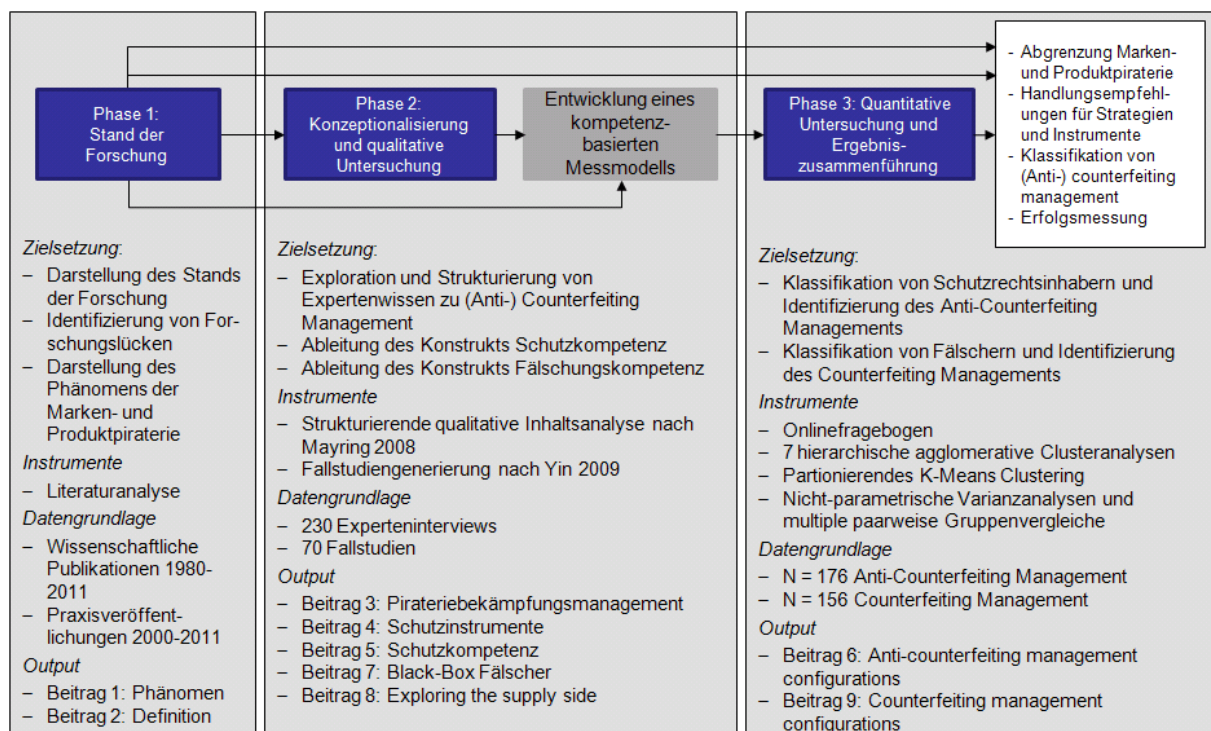 Phase 1:
Stand der
Forschung
Phase 2:
Konzeptionalisierung
und qualitative
Untersuchung
Entwicklung eines
kompetenz-
basierten
Messmodells
Phase 3: Quantitative
Untersuchung und
Ergebnis-
zusammenführung
- Abgrenzung Marken-
und Produktpiraterie
- Handlungsempfehl-
ungen für Strategien
und Instrumente
- Klassifikation von
(Anti-) counterfeiting
management
- Erfolgsmessung
Zielsetzung:
– Darstellung des Stands
der Forschung
– Identifizierung von For-
schungslücken
– Darstellung des
Phänomens der
Marken- und
Produktpiraterie
Instrumente
– Literaturanalyse
Datengrundlage
– Wissenschaftliche
Publikationen 1980-
2011
– Praxisveröffent-
lichungen 2000-2011
Output
– Beitrag 1: Phänomen
– Beitrag 2: Definition
Zielsetzung:
– Exploration und Strukturierung von
Expertenwissen zu (Anti-) Counterfeiting
Management
– Ableitung des Konstrukts Schutzkompetenz
– Ableitung des Konstrukts Fälschungskompetenz
Instrumente
– Strukturierende qualitative Inhaltsanalyse nach
Mayring 2008
– Fallstudiengenerierung nach Yin 2009
Datengrundlage
– 230 Experteninterviews
– 70 Fallstudien
Output
– Beitrag 3: Pirateriebekämpfungsmanagement
– Beitrag 4: Schutzinstrumente
– Beitrag 5: Schutzkompetenz
– Beitrag 7: Black-Box Fälscher
– Beitrag 8: Exploring the supply side
Zielsetzung:
– Klassifikation von Schutzrechtsinhabern und
Identifizierung des Anti-Counterfeiting
Managements
– Klassifikation von Fälschern und Identifizierung
des Counterfeiting Managements
Instrumente
– Onlinefragebogen
– 7 hierarchische agglomerative Clusteranalysen
– Partionierendes K-Means Clustering
– Nicht-parametrische Varianzanalysen und
multiple paarweise Gruppenvergleiche
Datengrundlage
– N = 176 Anti-Counterfeiting Management
– N = 156 Counterfeiting Management
Output
– Beitrag 6: Anti-counterfeiting management
configurations
– Beitrag 9: Counterfeiting management
configurations